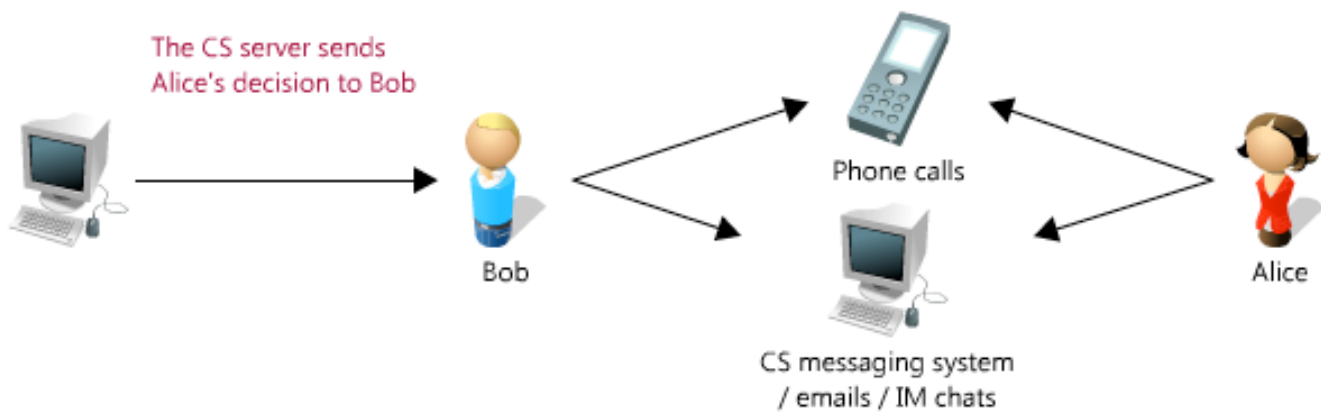 The CS server sends
Alice's decision to Bob
Phone calls
Bob
Alice
CS messaging system
/ emails / IM chats